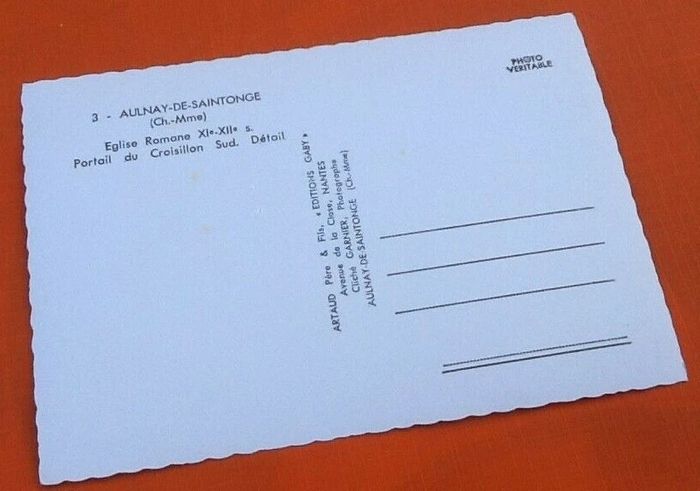 3 - AULNAY-DE-SAINTONGE
(Ch.-Mme)
Eglise Romane XIe-XIIe s.
Portail du Croisillon Sud. Détail
PHOTO
VERITABLE
ARTAUD Père & Fils, « EDITIONS GABY »
Avenue de la Close, NANTES
Cliché GARNIER, Photographe
AULNAY-DE SAINTONGE (Ch.-Mme)